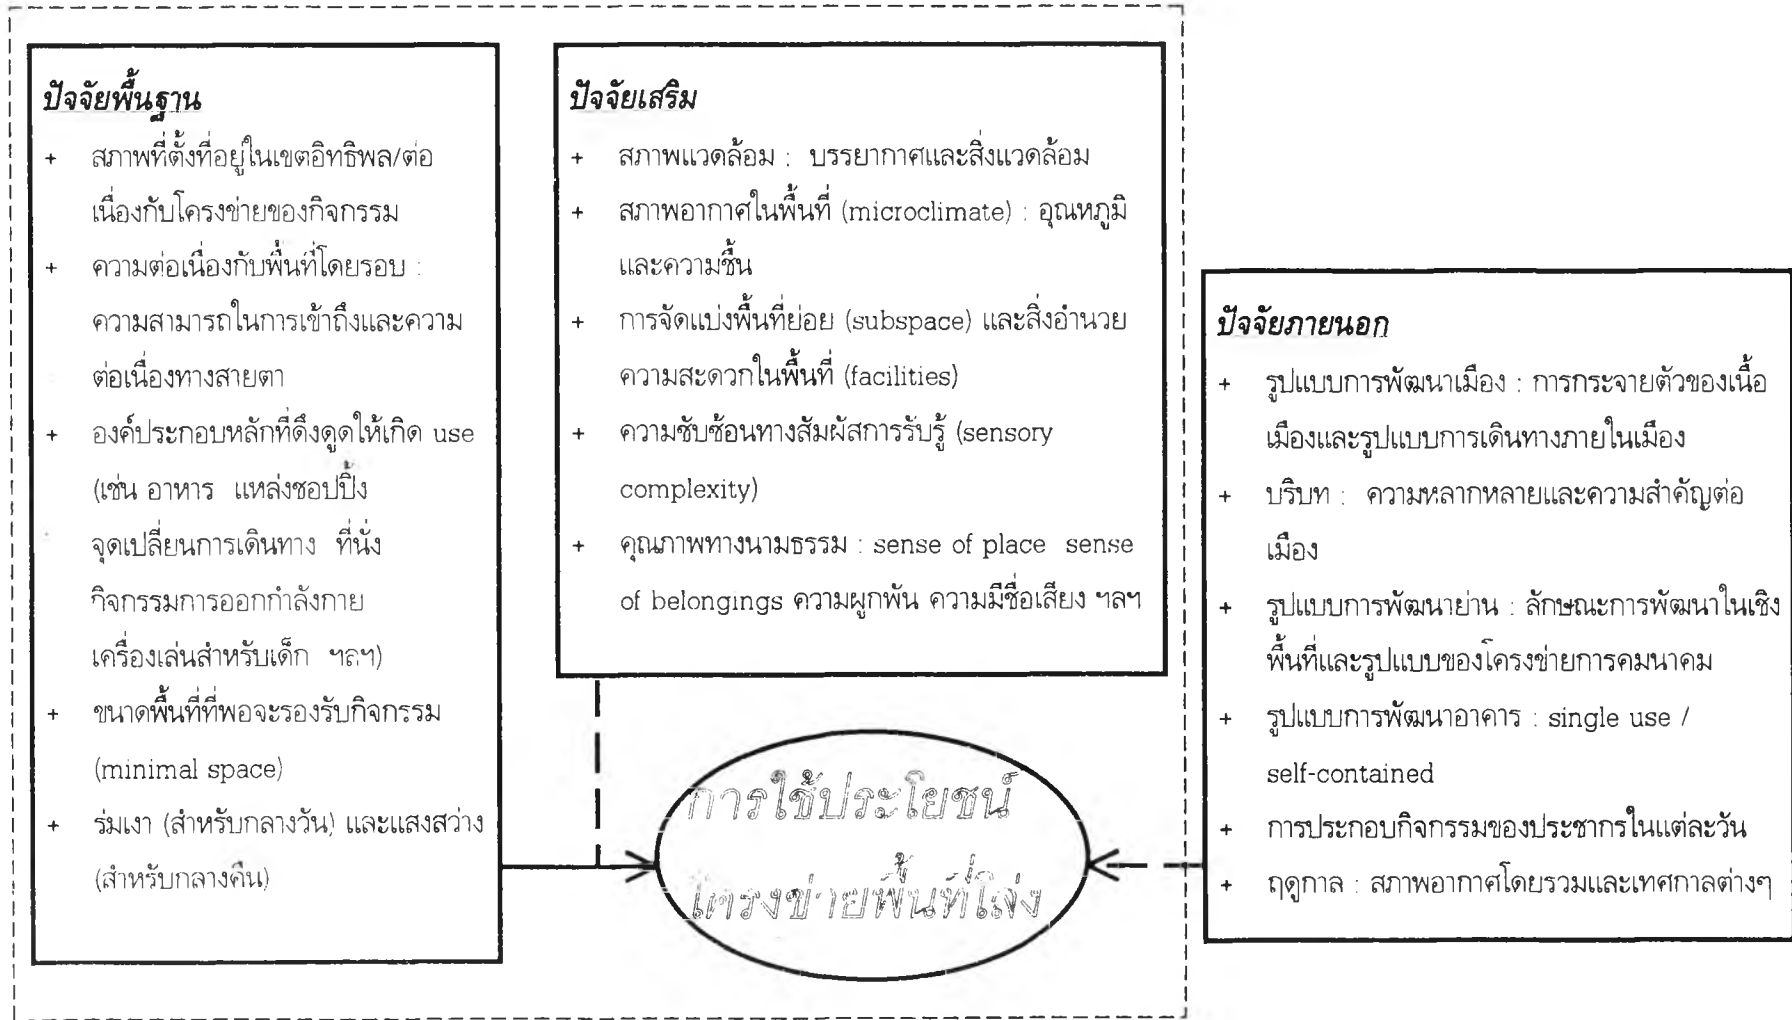 ปัจจัยพื้นฐาน
+ สภาพที่ตั้งที่อยู่ในเขตอิทธิพล/ต่อ
เนื่องกับโครงข่ายของกิจกรรม
+ ความต่อเนื่องกับพื้นที่โดยรอบ :
ความสามารถในการเข้าถึงและความ
ต่อเนื่องทางสายตา
+ องค์ประกอบหลักที่ดึงดูดให้เกิด use
(เช่น อาหาร แหล่งชอปปิ้ง
จุดเปลี่ยนการเดินทาง ที่นั่ง
กิจกรรมการออกกำลังกาย
เครื่องเล่นสำหรับเด็ก ฯลฯ)
+ ขนาดพื้นที่ที่พอจะรองรับกิจกรรม
(minimal space)
+ ร่มเงา (สำหรับกลางวัน) และแสงสว่าง
(สำหรับกลางคืน)
ปัจจัยเสริม
+ สภาพแวดล้อม : บรรยากาศและสิ่งแวดล้อม
+ สภาพอากาศในพื้นที่ (microclimate) : อุณหภูมิ
และความชื้น
+ การจัดแบ่งพื้นที่ย่อย (subspace) และสิ่งอำนวย
ความสะดวกในพื้นที่ (facilities)
+ ความซับซ้อนทางสัมผัสการรับรู้ (sensory
complexity)
+ คุณภาพทางนามธรรม : sense of place sense
of belongings ความผูกพัน ความมีชื่อเสียง ฯลฯ
การใช้ประโยชน์
โครงข่ายพื้นที่โล่ง
ปัจจัยภายนอก
+ รูปแบบการพัฒนาเมือง : การกระจายตัวของเนื้อ
เมืองและรูปแบบการเดินทางภายในเมือง
+ บริบท : ความหลากหลายและความสำคัญต่อ
เมือง
+ รูปแบบการพัฒนาย่าน : ลักษณะการพัฒนาในเชิง
พื้นที่และรูปแบบของโครงข่ายการคมนาคม
+ รูปแบบการพัฒนาอาคาร : single use /
self-contained
+ การประกอบกิจกรรมของประชากรในแต่ละวัน
+ ฤดูกาล : สภาพอากาศโดยรวมและเทศกาลต่างๆ